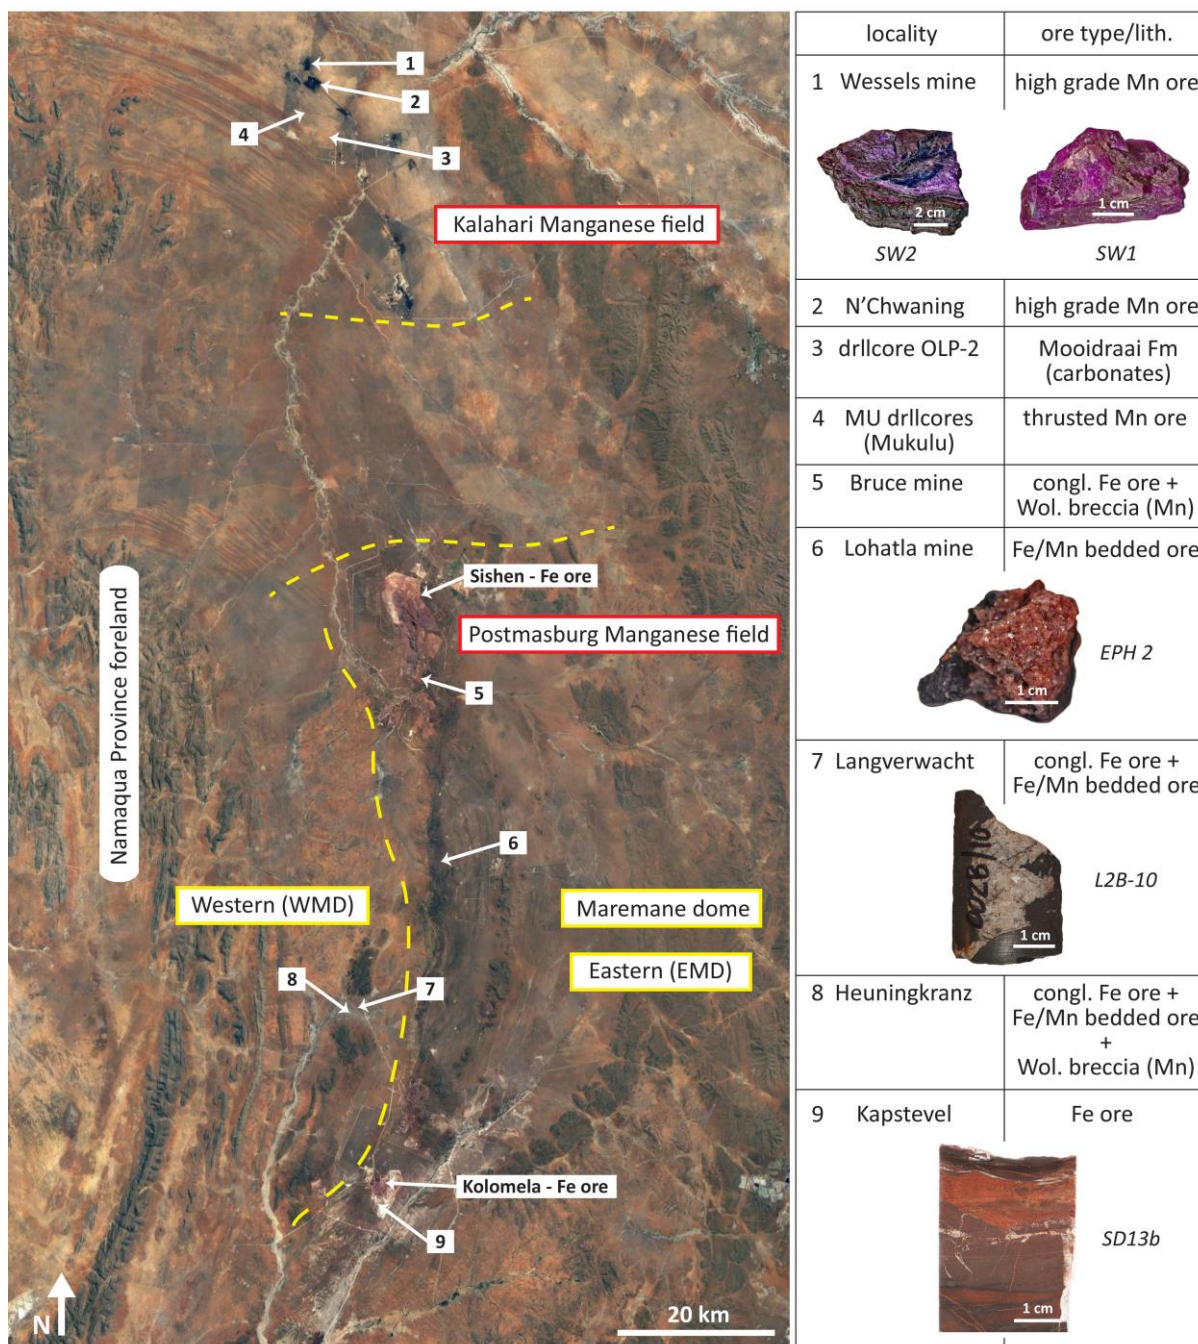 1
2
4
3
Kalahari Manganese field
Sishen - Fe ore
Postmasburg Manganese field
5
Namaqua Province foreland
6
Western (WMD)
Maremane dome
Eastern (EMD)
8
7
Kolomela - Fe ore
9
N
20 km
locality ore type/lith.
1 Wessels mine high grade Mn ore
2 cm
1 cm
SW2 SW1
2 N'Chwaning high grade Mn ore
3 drllcore OLP-2 Mooidraai Fm
(carbonates)
4 MU drllcores thrusted Mn ore
(Mukulu)
5 Bruce mine congl. Fe ore +
Wol. breccia (Mn)
6 Lohatla mine Fe/Mn bedded ore
EPH 2
1 cm
7 Langverwacht congl. Fe ore +
Fe/Mn bedded ore
002B/10
L2B-10
1 cm
8 Heuningkranz congl. Fe ore +
Fe/Mn bedded ore
+
Wol. breccia (Mn)
9 Kapstevel Fe ore
SD13b
1 cm